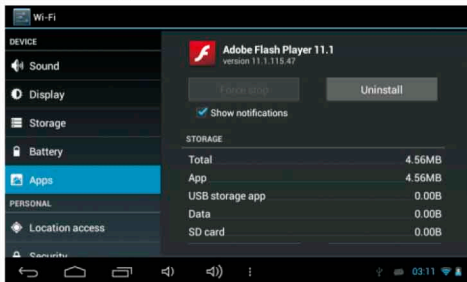 Wi-Fi
DEVICE
Sound
Display
Storage
Battery
Apps
PERSONAL
Location access
Security
Adobe Flash Player 11.1
version 11.1.115.47
Force stop
Uninstall
Show notifications
STORAGE
Total 4.56MB
App 4.56MB
USB storage app 0.00B
Data 0.00B
SD card 0.00B
03:11